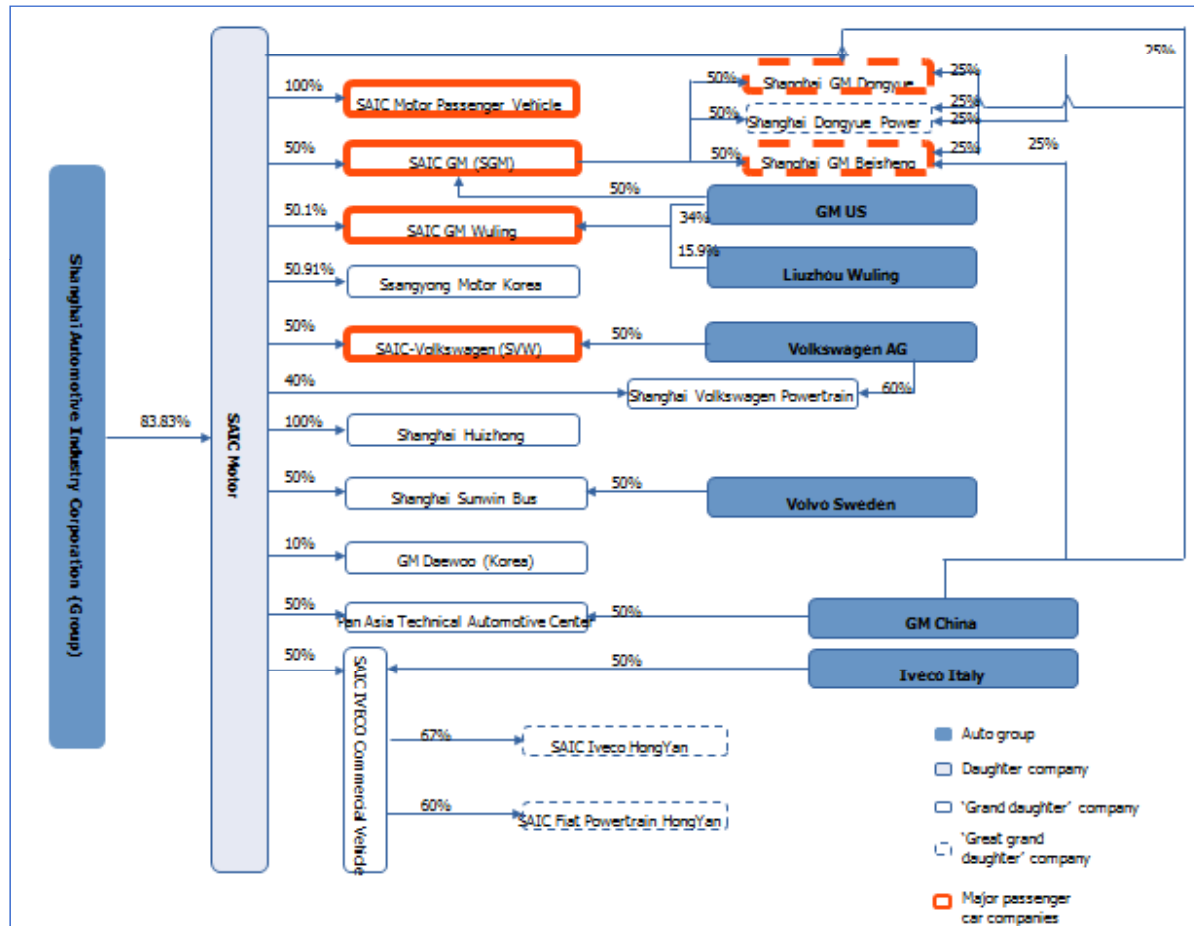 25%
100%
SAIC Motor Passenger Vehicle
50%
Shanghai GM Dongyue
25%
50%
Shanghai Dongyue Power
25%
25%
50%
SAIC GM (SGM)
50%
Shanghai GM Beisheng
25%
25%
50%
GM US
50.1%
SAIC GM Wuling
34%
15.9%
Liuzhou Wuling
50.91%
Ssangyong Motor Korea
50%
SAIC-Volkswagen (SVW)
50%
Volkswagen AG
40%
Shanghai Volkswagen Powertrain
60%
Shanghai Automotive Industry Corporation (Group)
83.83%
SAIC Motor
100%
Shanghai Huizhong
50%
Shanghai Sunwin Bus
50%
Volvo Sweden
10%
GM Daewoo (Korea)
50%
Pan Asia Technical Automotive Center
50%
GM China
50%
SAIC IVECO Commercial Vehicle
50%
Iveco Italy
67%
SAIC Iveco HongYan
60%
SAIC Fiat Powertrain HongYan
Auto group
Daughter company
'Grand daughter' company
'Great grand
daughter' company
Major passenger
car companies